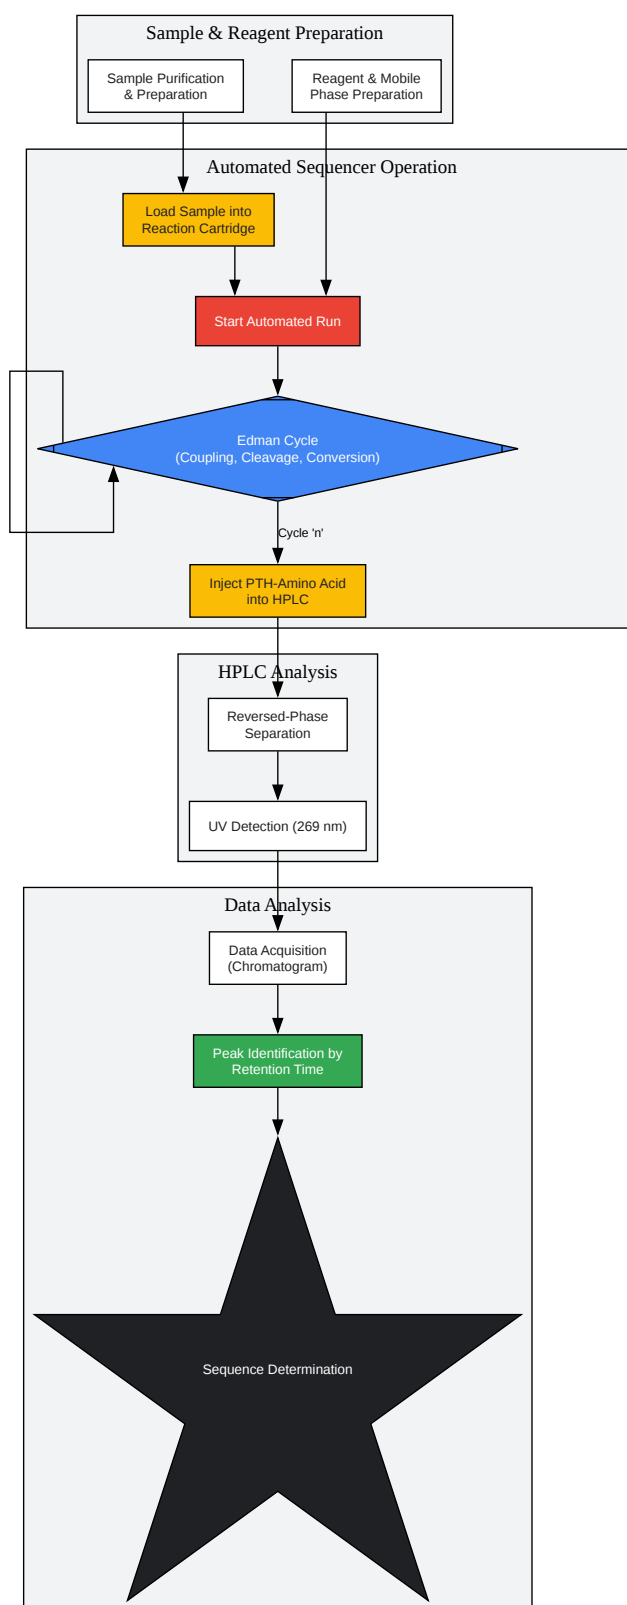 Sample & Reagent Preparation
Sample Purification
& Preparation
Reagent & Mobile
Phase Preparation
Automated Sequencer Operation
Load Sample into
Reaction Cartridge
Start Automated Run
Edman Cycle
(Coupling, Cleavage, Conversion)
Cycle 'n'
Inject PTH-Amino Acid
into HPLC
HPLC Analysis
Reversed-Phase
Separation
UV Detection (269 nm)
Data Analysis
Data Acquisition
(Chromatogram)
Peak Identification by
Retention Time
Sequence Determination